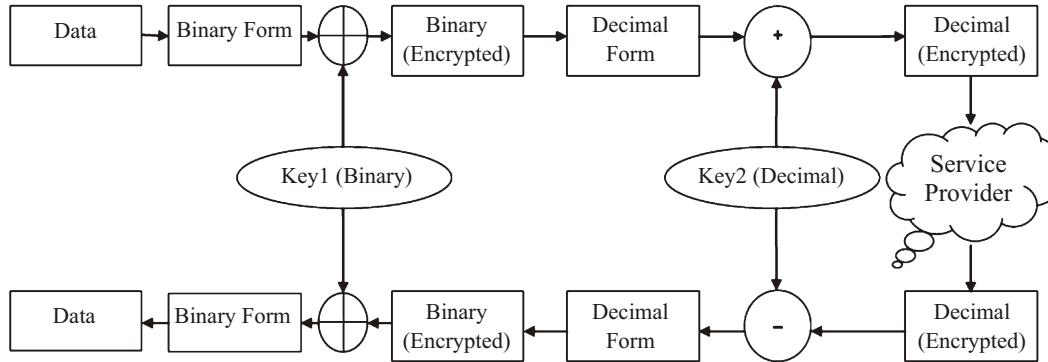 Data
Binary Form
Binary
(Encrypted)
Decimal
Form
+
Decimal
(Encrypted)
Key1 (Binary)
Key2 (Decimal)
Service
Provider
Data
Binary Form
Binary
(Encrypted)
Decimal
Form
-
Decimal
(Encrypted)